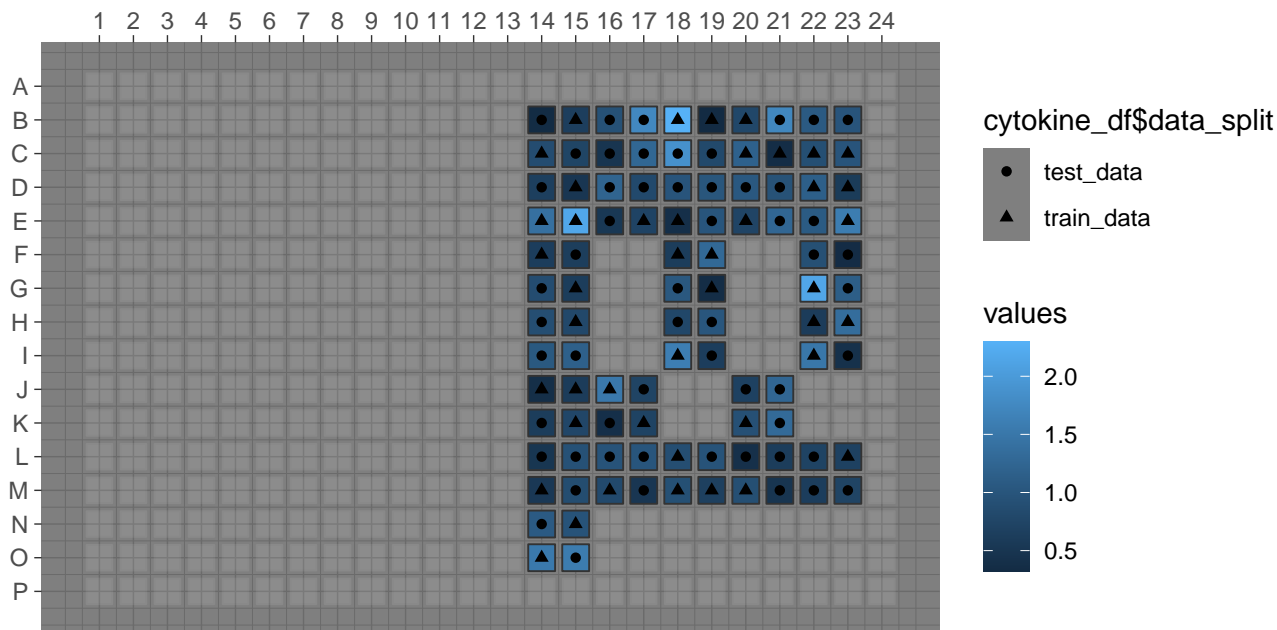 1 2 3 4 5 6 7 8 9 10 11 12 13 14 15 16 17 18 19 20 21 22 23 24
A
B
C
D
E
F
G
H
I
J
K
L
M
N
O
P
cytokine_df$data_split
test_data
train_data
values
2.0
1.5
1.0
0.5